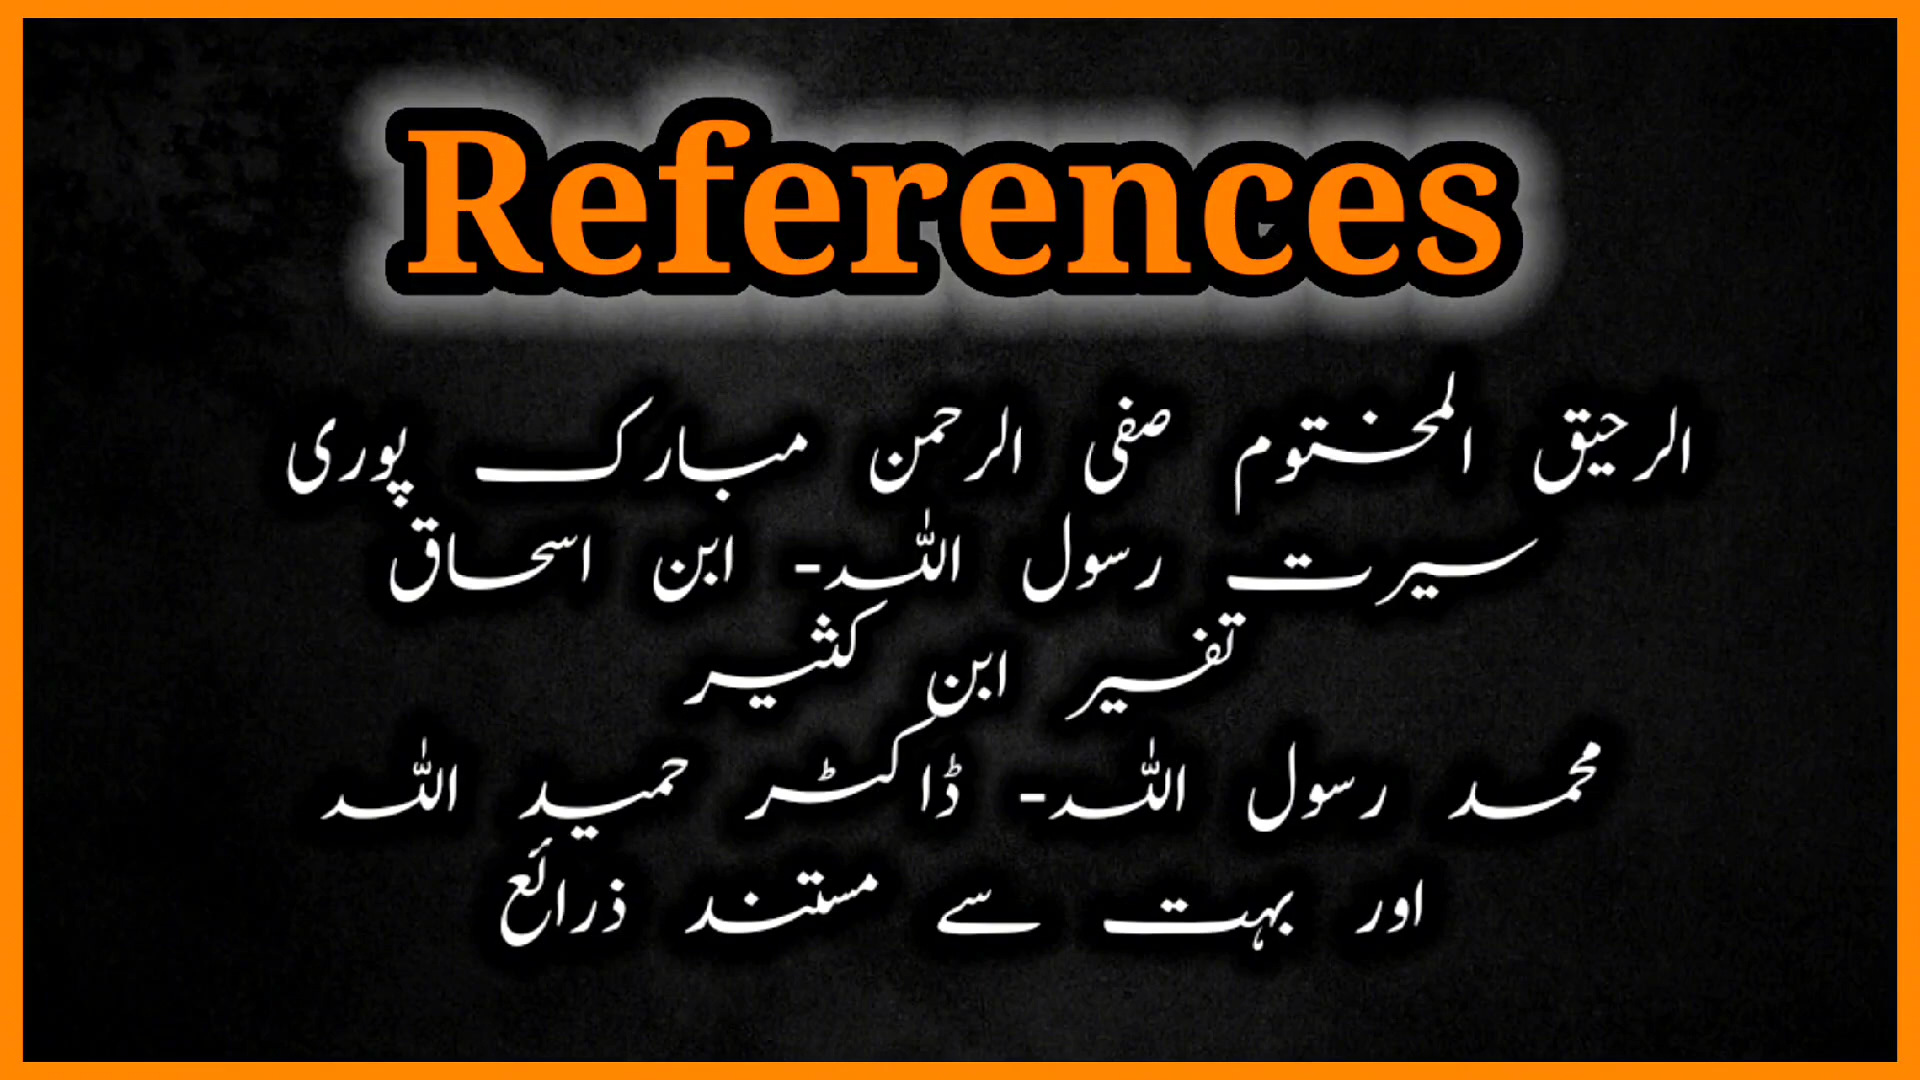 References
الرحیق المختوم صفی الرحمن مبارک پوری
سیرت رسول اللہ- ابن اسحاق
تفسیر ابن کثیر
محمد رسول اللہ- ڈاکٹر حمید اللہ
اور بہت سے مستند ذرائع